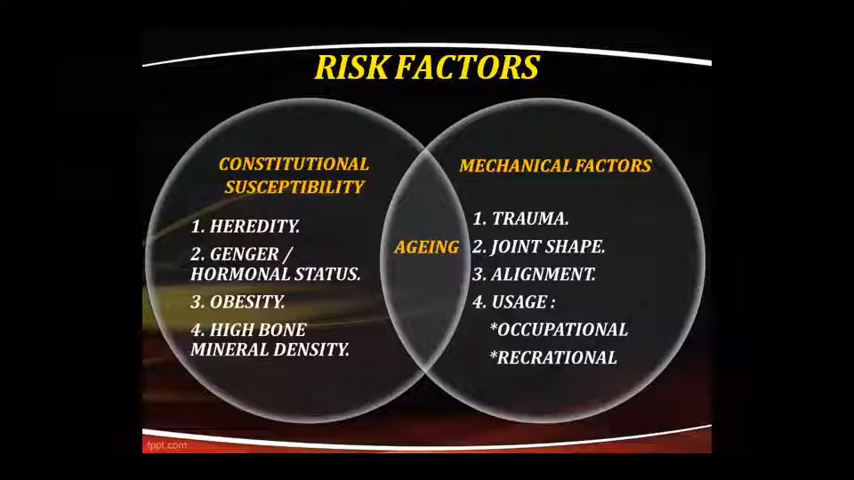 RISK FACTORS
CONSTITUTIONAL
SUSCEPTIBILITY
1. HEREDITY.
2. GENGER /
HORMONAL STATUS.
3. OBESITY.
4. HIGH BONE
MINERAL DENSITY.
AGEING
MECHANICAL FACTORS
1. TRAUMA.
2. JOINT SHAPE.
3. ALIGNMENT.
4. USAGE :
*OCCUPATIONAL
*RECRATIONAL
fppt.com